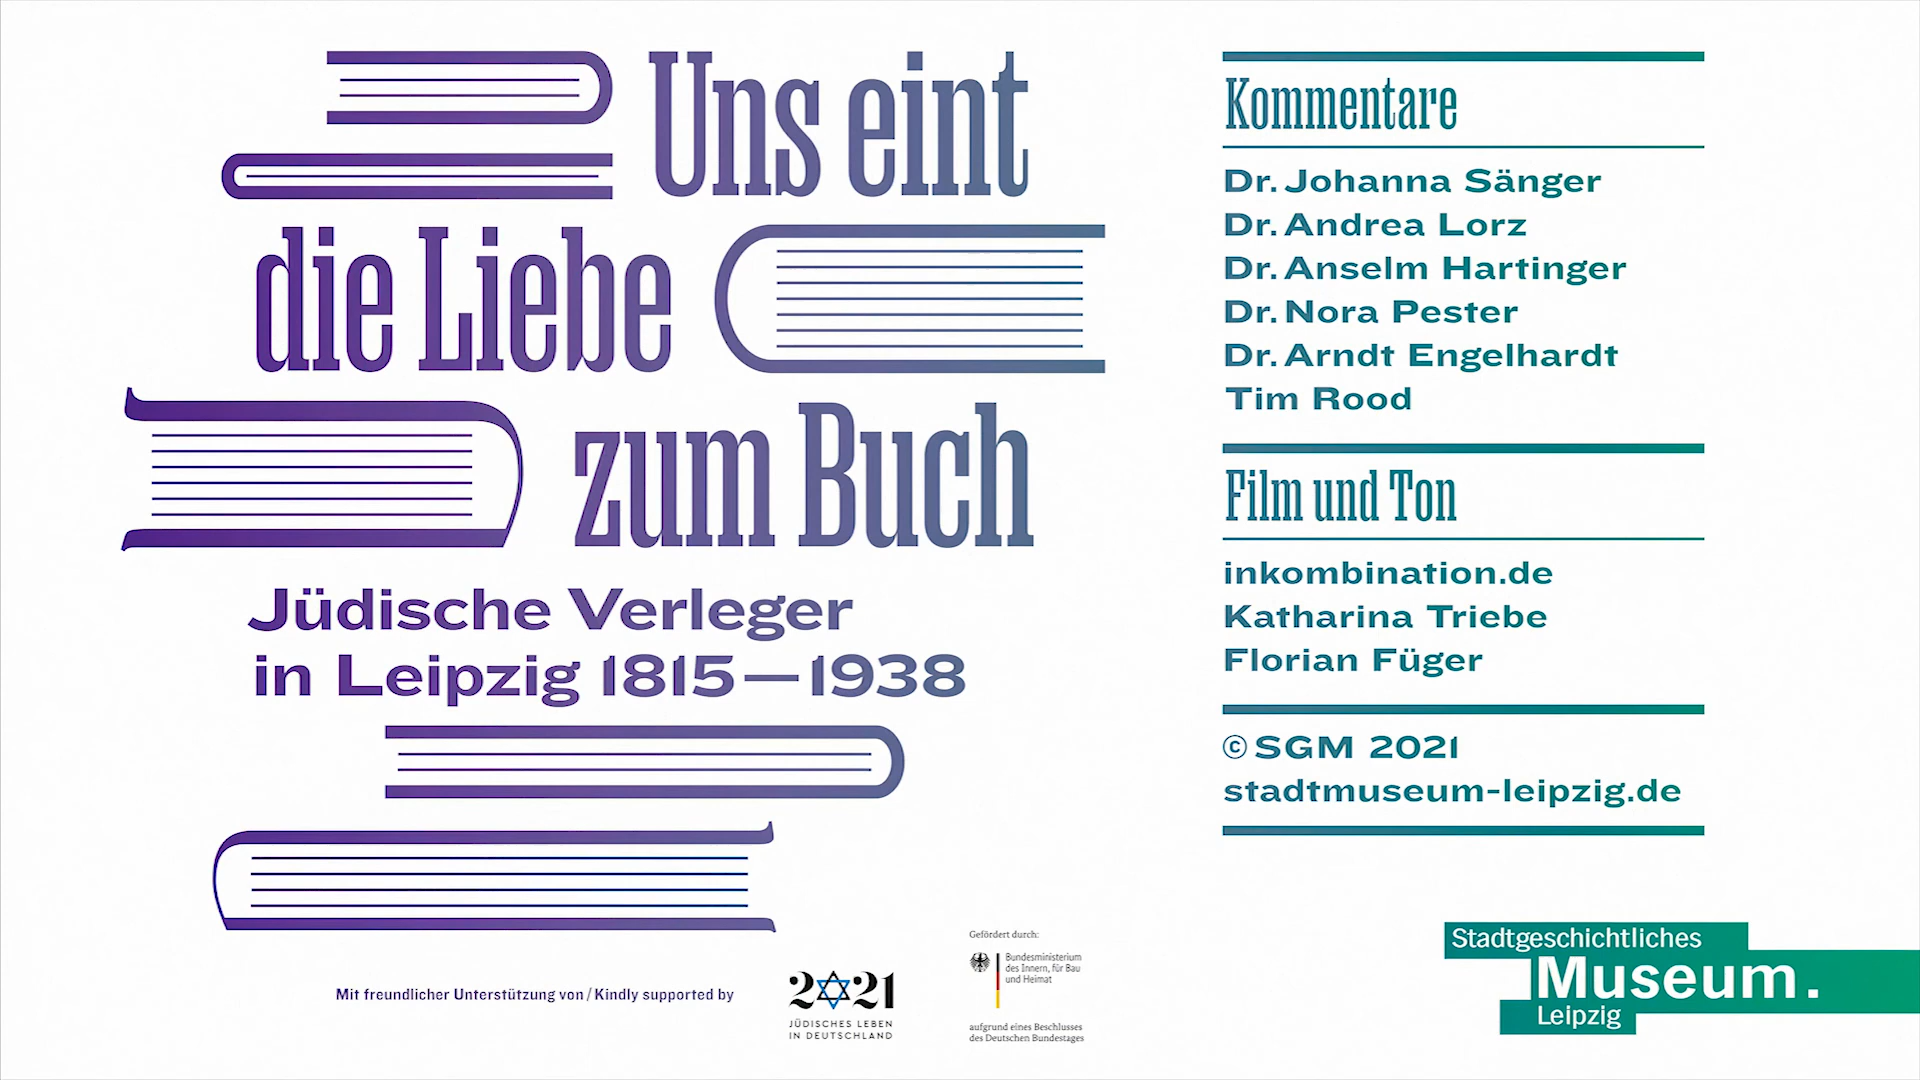 Uns eint
die Liebe
zum Buch
Jüdische Verleger
in Leipzig 1815—1938
Mit freundlicher Unterstützung von / Kindly supported by
2021
JÜDISCHES LEBEN
IN DEUTSCHLAND
Gefördert durch:
Bundesministerium
des Innern, für Bau
und Heimat
aufgrund eines Beschlusses
des Deutschen Bundestages
Kommentare
Dr. Johanna Sänger
Dr. Andrea Lorz
Dr. Anselm Hartinger
Dr. Nora Pester
Dr. Arndt Engelhardt
Tim Rood
Film und Ton
inkombination.de
Katharina Triebe
Florian Füger
© SGM 2021
stadtmuseum-leipzig.de
Stadtgeschichtliches
Museum.
Leipzig